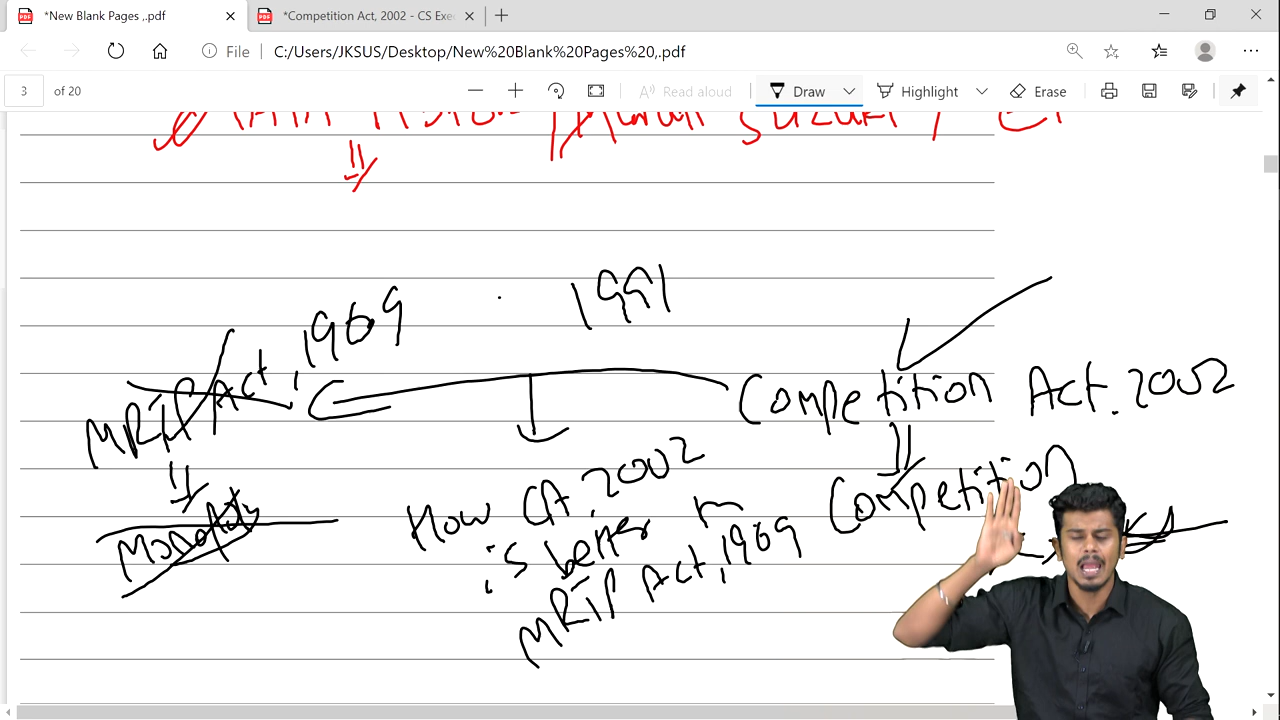 *New Blank Pages ,.pdf
*Competition Act, 2002 - CS Exec
File C:/Users/JKSUS/Desktop/New%20Blank%20Pages%20,.pdf
3 of 20
Read aloud Draw Highlight Erase
SUZUKI
1991
MRTP Act, 1969
Competition Act. 2002
Monopoly
How CA, 2002
is better
MRTP Act, 1969
Competition